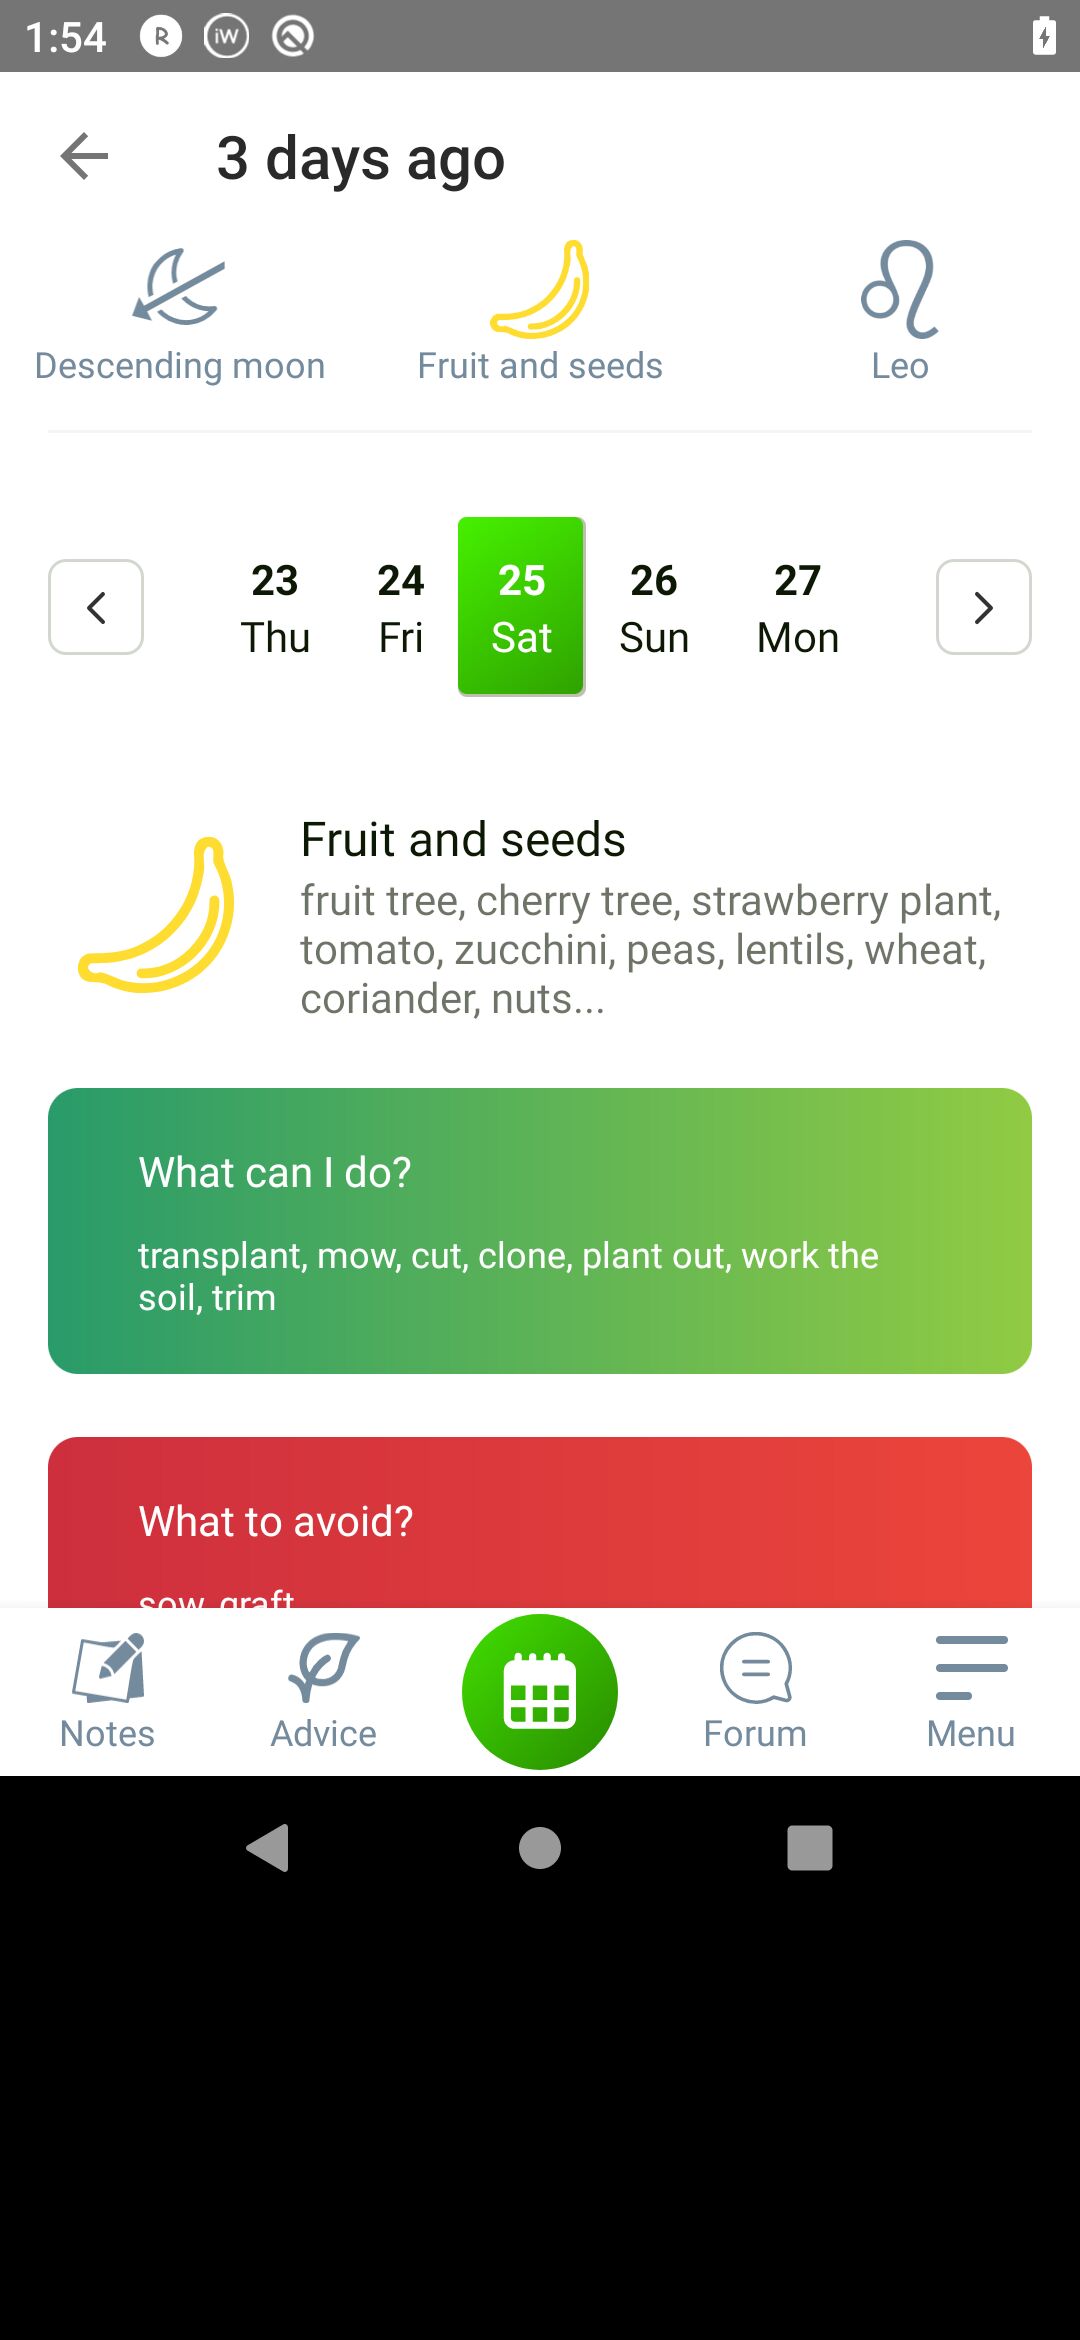 1:54
R
iW
3 days ago
Descending moon
Fruit and seeds
Leo
23
Thu
24
Fri
25
Sat
26
Sun
27
Mon
Fruit and seeds
fruit tree, cherry tree, strawberry plant,
tomato, zucchini, peas, lentils, wheat,
coriander, nuts...
What can I do?
transplant, mow, cut, clone, plant out, work the
soil, trim
What to avoid?
sow, graft
Notes
Advice
Forum
Menu